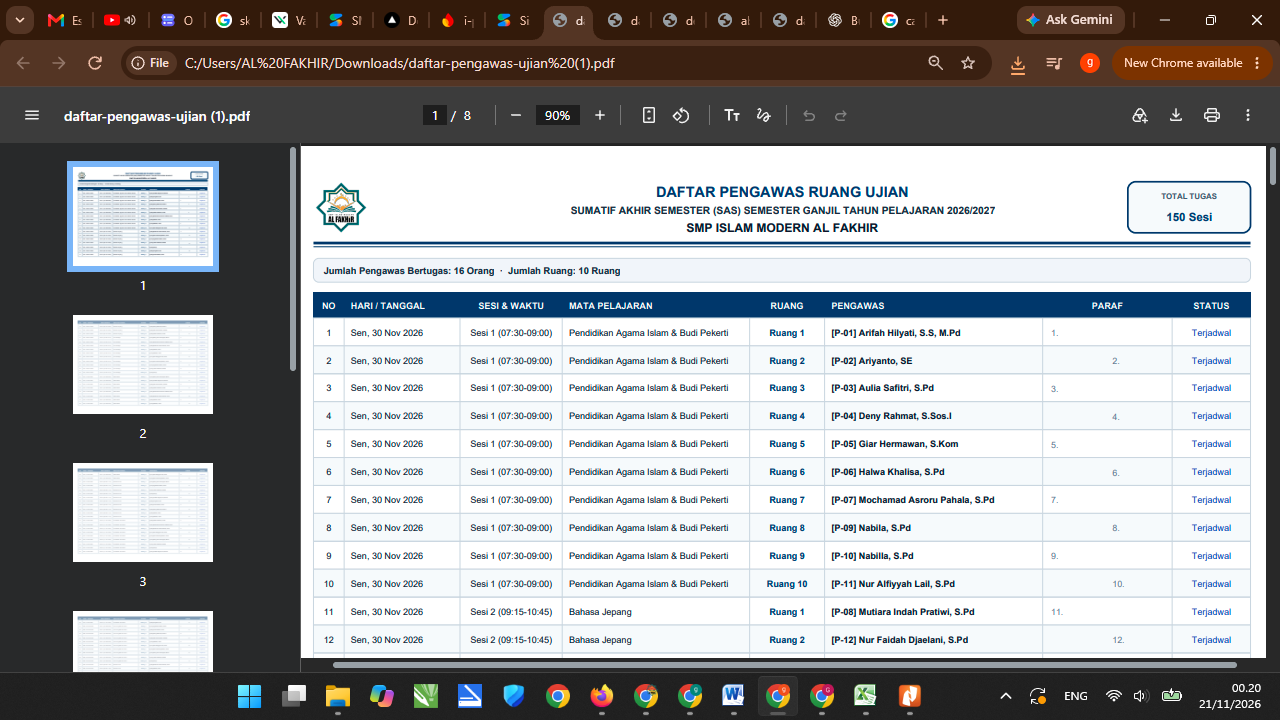 Es
O
sk
Va
SI
D
i-
Si
da
da
da
al
da
Bu
ca
Ask Gemini
File
C:/Users/AL%20FAKHIR/Downloads/daftar-pengawas-ujian%20(1).pdf
g
New Chrome available
daftar-pengawas-ujian (1).pdf
1 / 8
90%
1
2
3
AL FAKHIR
DAFTAR PENGAWAS RUANG UJIAN
SUMATIF AKHIR SEMESTER (SAS) SEMESTER GANJIL TAHUN PELAJARAN 2026/2027
SMP ISLAM MODERN AL FAKHIR
TOTAL TUGAS
150 Sesi
Jumlah Pengawas Bertugas: 16 Orang · Jumlah Ruang: 10 Ruang
NO HARI / TANGGAL SESI & WAKTU MATA PELAJARAN RUANG PENGAWAS PARAF STATUS
1 Sen, 30 Nov 2026 Sesi 1 (07:30-09:00) Pendidikan Agama Islam & Budi Pekerti Ruang 1 [P-01] Arifah Hilyati, S.S, M.Pd 1. Terjadwal
2 Sen, 30 Nov 2026 Sesi 1 (07:30-09:00) Pendidikan Agama Islam & Budi Pekerti Ruang 2 [P-02] Ariyanto, SE 2. Terjadwal
3 Sen, 30 Nov 2026 Sesi 1 (07:30-09:00) Pendidikan Agama Islam & Budi Pekerti Ruang 3 [P-03] Aulia Safitri, S.Pd 3. Terjadwal
4 Sen, 30 Nov 2026 Sesi 1 (07:30-09:00) Pendidikan Agama Islam & Budi Pekerti Ruang 4 [P-04] Deny Rahmat, S.Sos.I 4. Terjadwal
5 Sen, 30 Nov 2026 Sesi 1 (07:30-09:00) Pendidikan Agama Islam & Budi Pekerti Ruang 5 [P-05] Giar Hermawan, S.Kom 5. Terjadwal
6 Sen, 30 Nov 2026 Sesi 1 (07:30-09:00) Pendidikan Agama Islam & Budi Pekerti Ruang 6 [P-06] Halwa Khalisa, S.Pd 6. Terjadwal
7 Sen, 30 Nov 2026 Sesi 1 (07:30-09:00) Pendidikan Agama Islam & Budi Pekerti Ruang 7 [P-07] Mochamad Asroru Pahala, S.Pd 7. Terjadwal
8 Sen, 30 Nov 2026 Sesi 1 (07:30-09:00) Pendidikan Agama Islam & Budi Pekerti Ruang 8 [P-09] Nabila, S.Pd 8. Terjadwal
9 Sen, 30 Nov 2026 Sesi 1 (07:30-09:00) Pendidikan Agama Islam & Budi Pekerti Ruang 9 [P-10] Nabilla, S.Pd 9. Terjadwal
10 Sen, 30 Nov 2026 Sesi 1 (07:30-09:00) Pendidikan Agama Islam & Budi Pekerti Ruang 10 [P-11] Nur Alfiyyah Lail, S.Pd 10. Terjadwal
11 Sen, 30 Nov 2026 Sesi 2 (09:15-10:45) Bahasa Jepang Ruang 1 [P-08] Mutiara Indah Pratiwi, S.Pd 11. Terjadwal
12 Sen, 30 Nov 2026 Sesi 2 (09:15-10:45) Bahasa Jepang Ruang 2 [P-12] Nur Faidah Djaelani, S.Pd 12. Terjadwal
ENG
00.20
21/11/2026